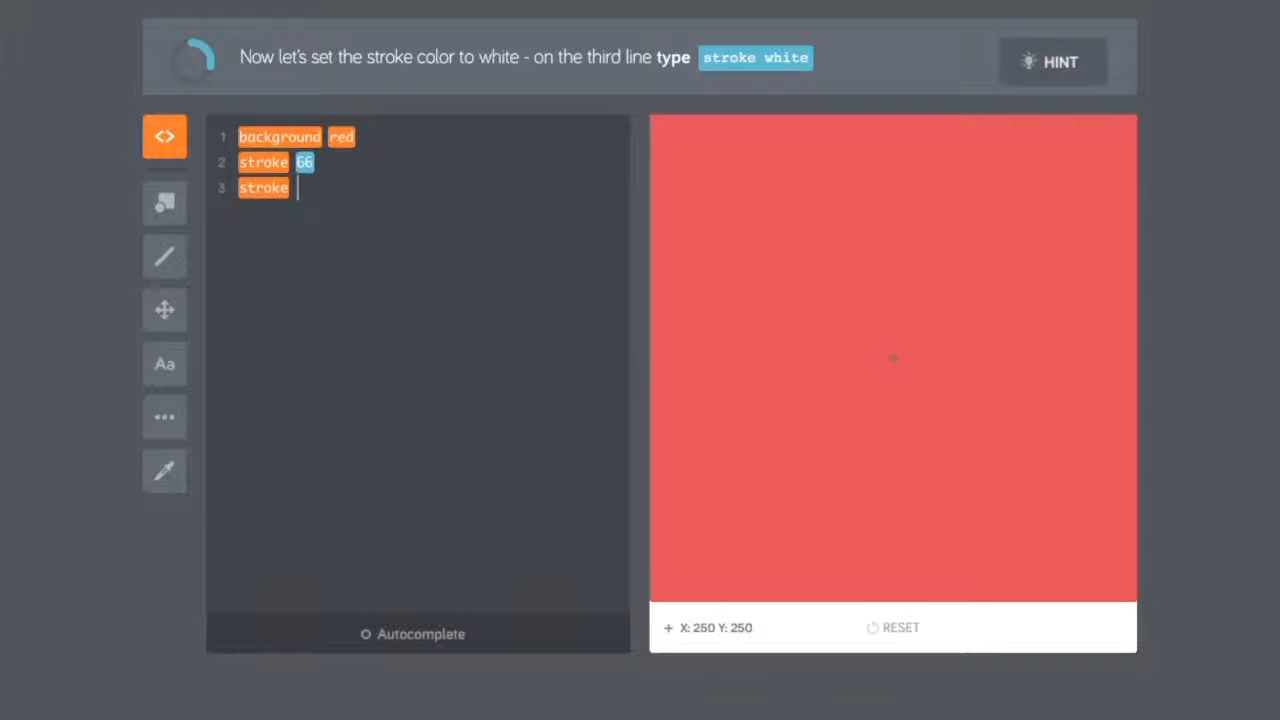 Now let's set the stroke color to white - on the third line type stroke white
HINT
1 background red
2 stroke 66
3 stroke
Aa
Autocomplete
X: 250 Y: 250
RESET